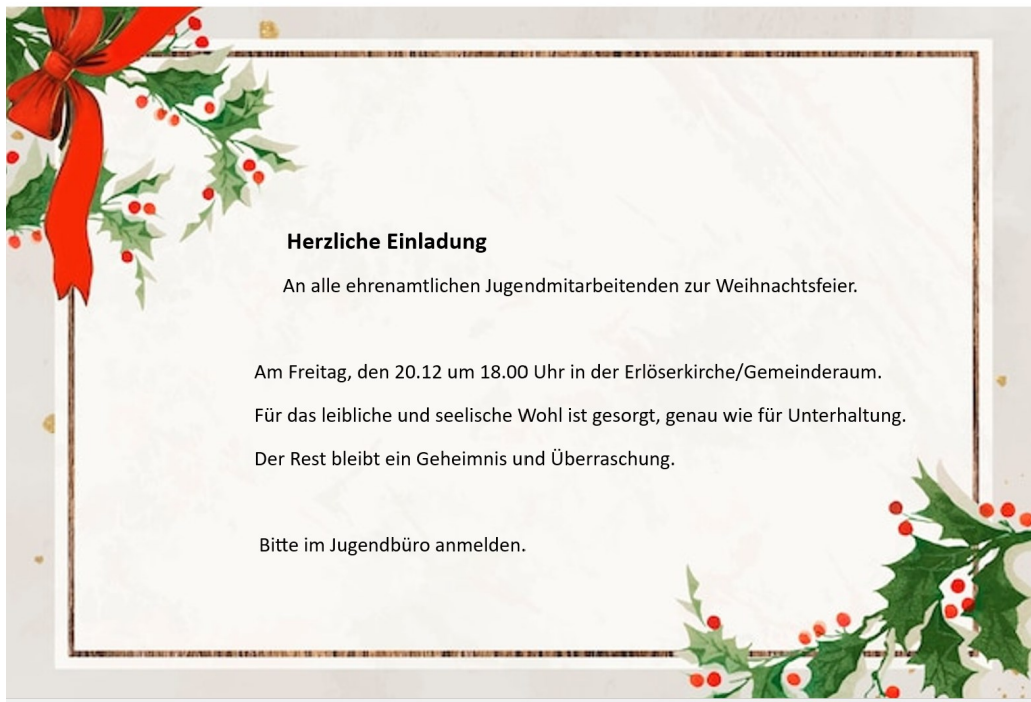 Herzliche Einladung
An alle ehrenamtlichen Jugendmitarbeitenden zur Weihnachtsfeier.
Am Freitag, den 20.12 um 18.00 Uhr in der Erlöserkirche/Gemeinderaum.
Für das leibliche und seelische Wohl ist gesorgt, genau wie für Unterhaltung.
Der Rest bleibt ein Geheimnis und Überraschung.
Bitte im Jugendbüro anmelden.